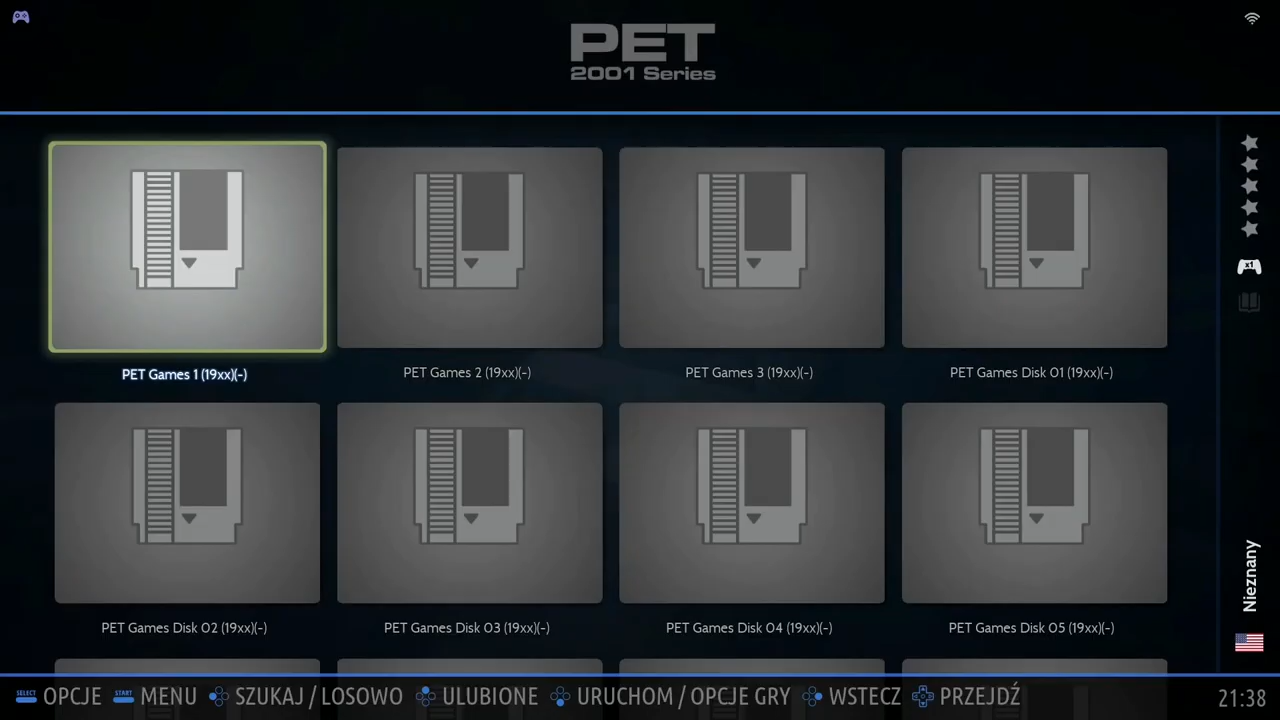 PET
2001 Series
PET Games 1 (19xx)(-)
PET Games 2 (19xx)(-)
PET Games 3 (19xx)(-)
PET Games Disk 01 (19xx)(-)
PET Games Disk 02 (19xx)(-)
PET Games Disk 03 (19xx)(-)
PET Games Disk 04 (19xx)(-)
PET Games Disk 05 (19xx)(-)
x1
Nieznany
SELECT OPCJE START MENU SZUKAJ / LOSOWO ULUBIONE URUCHOM / OPCJE GRY WSTECZ PRZEJDŹ 21:38